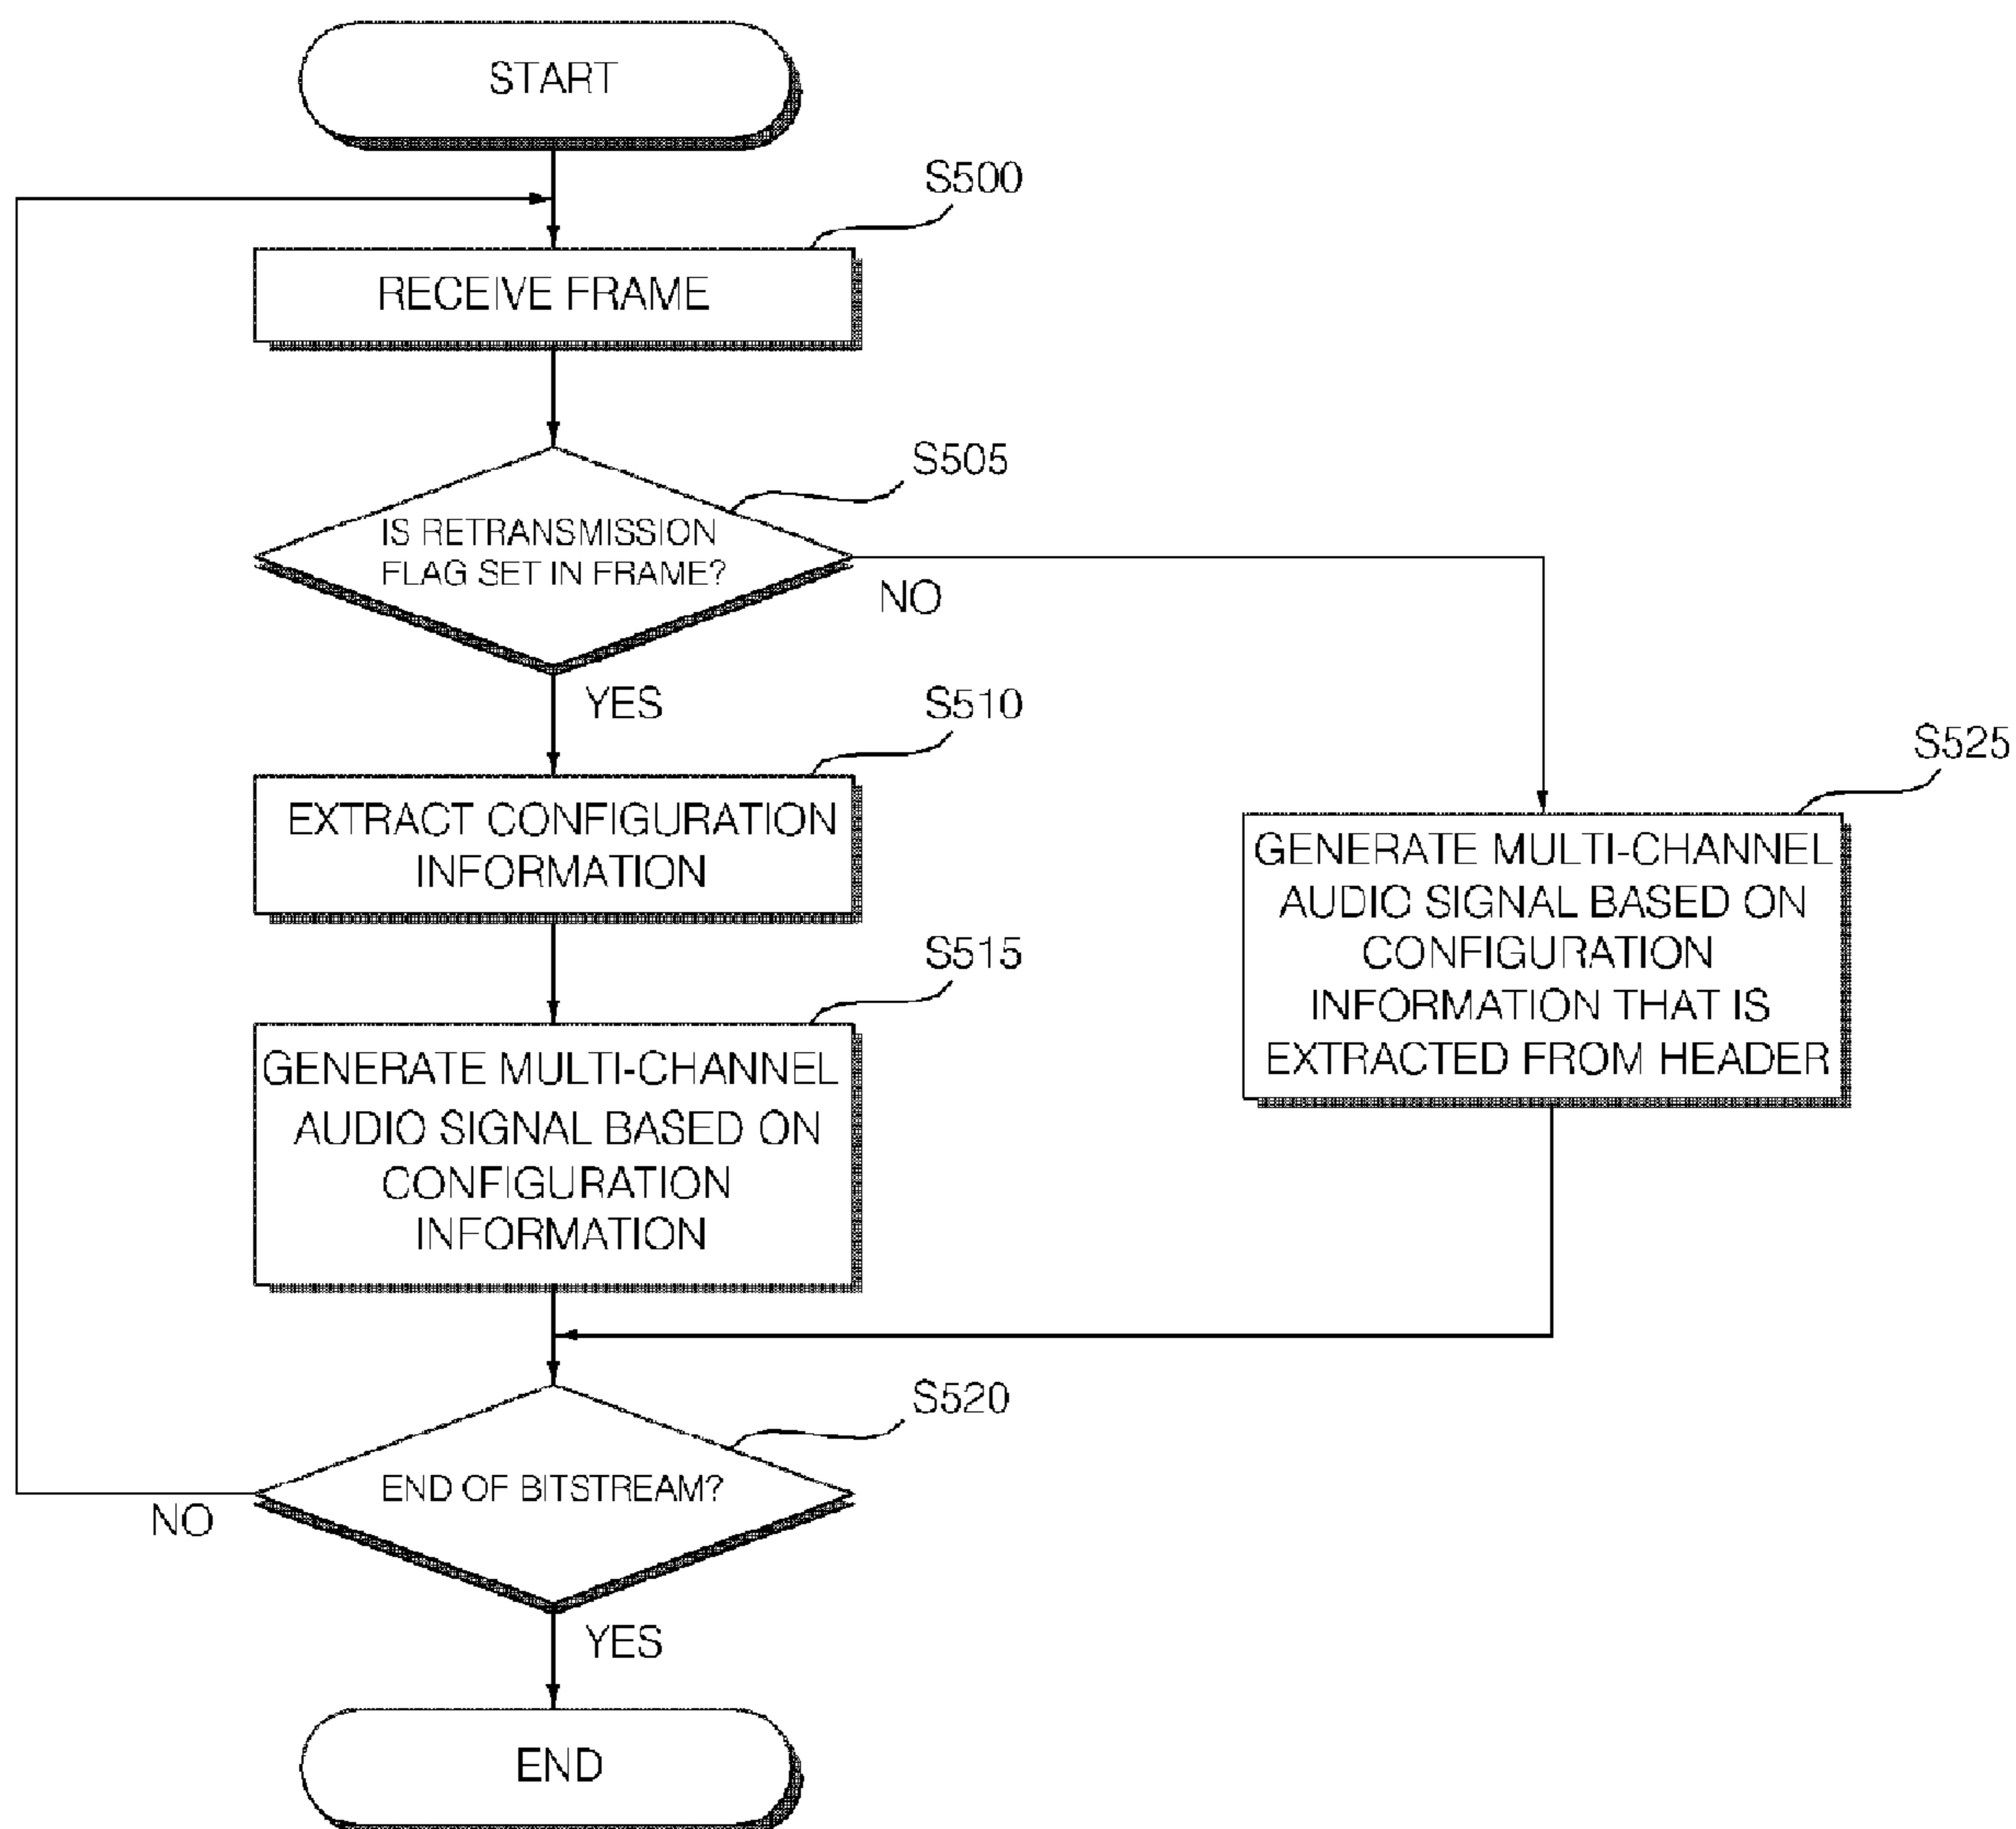 START
S500
RECEIVE FRAME
S505
IS RETRANSMISSION
FLAG SET IN FRAME?
NO
YES
S510
EXTRACT CONFIGURATION
INFORMATION
S525
GENERATE MULTI-CHANNEL
AUDIO SIGNAL BASED ON
CONFIGURATION
INFORMATION THAT IS
EXTRACTED FROM HEADER
S515
GENERATE MULTI-CHANNEL
AUDIO SIGNAL BASED ON
CONFIGURATION
INFORMATION
S520
END OF BITSTREAM?
NO
YES
END